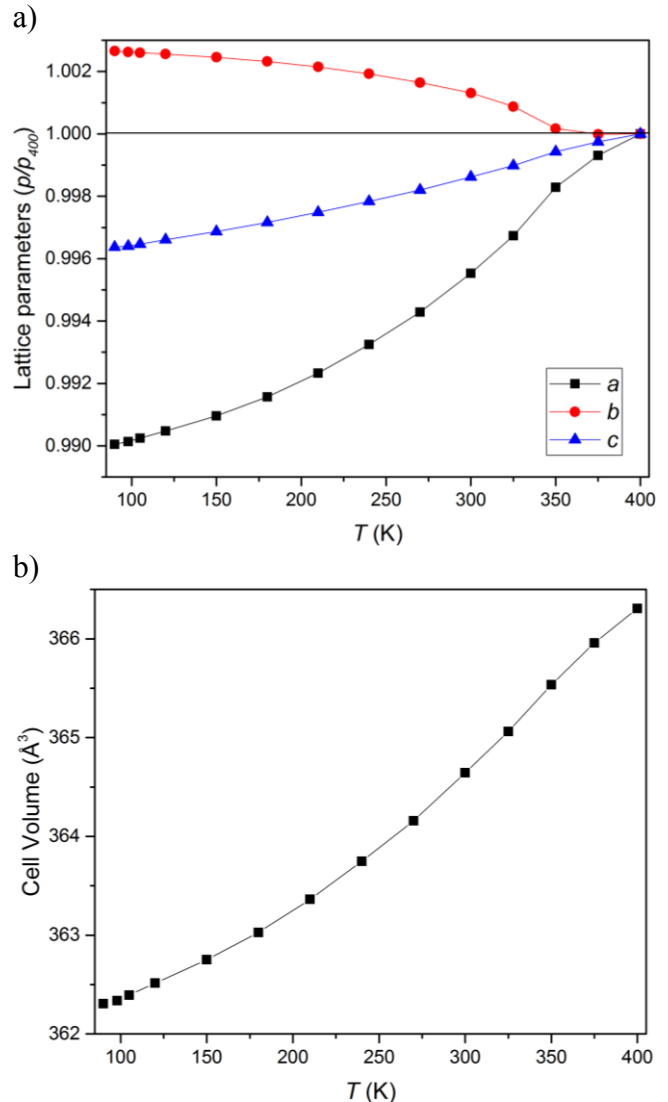 a)
Lattice parameters (p/p400)
1.002
1.000
0.998
0.996
0.994
0.992
0.990
a
b
c
100 150 200 250 300 350 400
T (K)
b)
Cell Volume (Å3)
366
365
364
363
362
100 150 200 250 300 350 400
T (K)